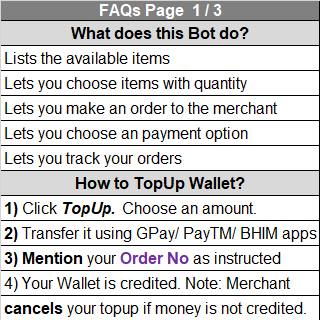 FAQs Page 1 / 3
What does this Bot do?
Lists the available items
Lets you choose items with quantity
Lets you make an order to the merchant
Lets you choose an payment option
Lets you track your orders
How to TopUp Wallet?
1) Click TopUp. Choose an amount.
2) Transfer it using GPay/ PayTM/ BHIM apps
3) Mention your Order No as instructed
4) Your Wallet is credited. Note: Merchant
cancels your topup if money is not credited.